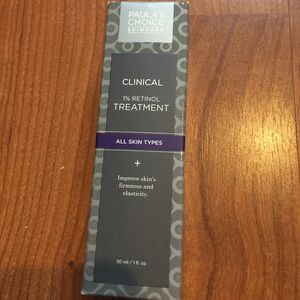 PAULA'S
CHOICE
SKINCARE
CLINICAL
1% RETINOL
TREATMENT
ALL SKIN TYPES
+
Improve skin's
firmness and
elasticity.
30 ml / 1 fl. oz